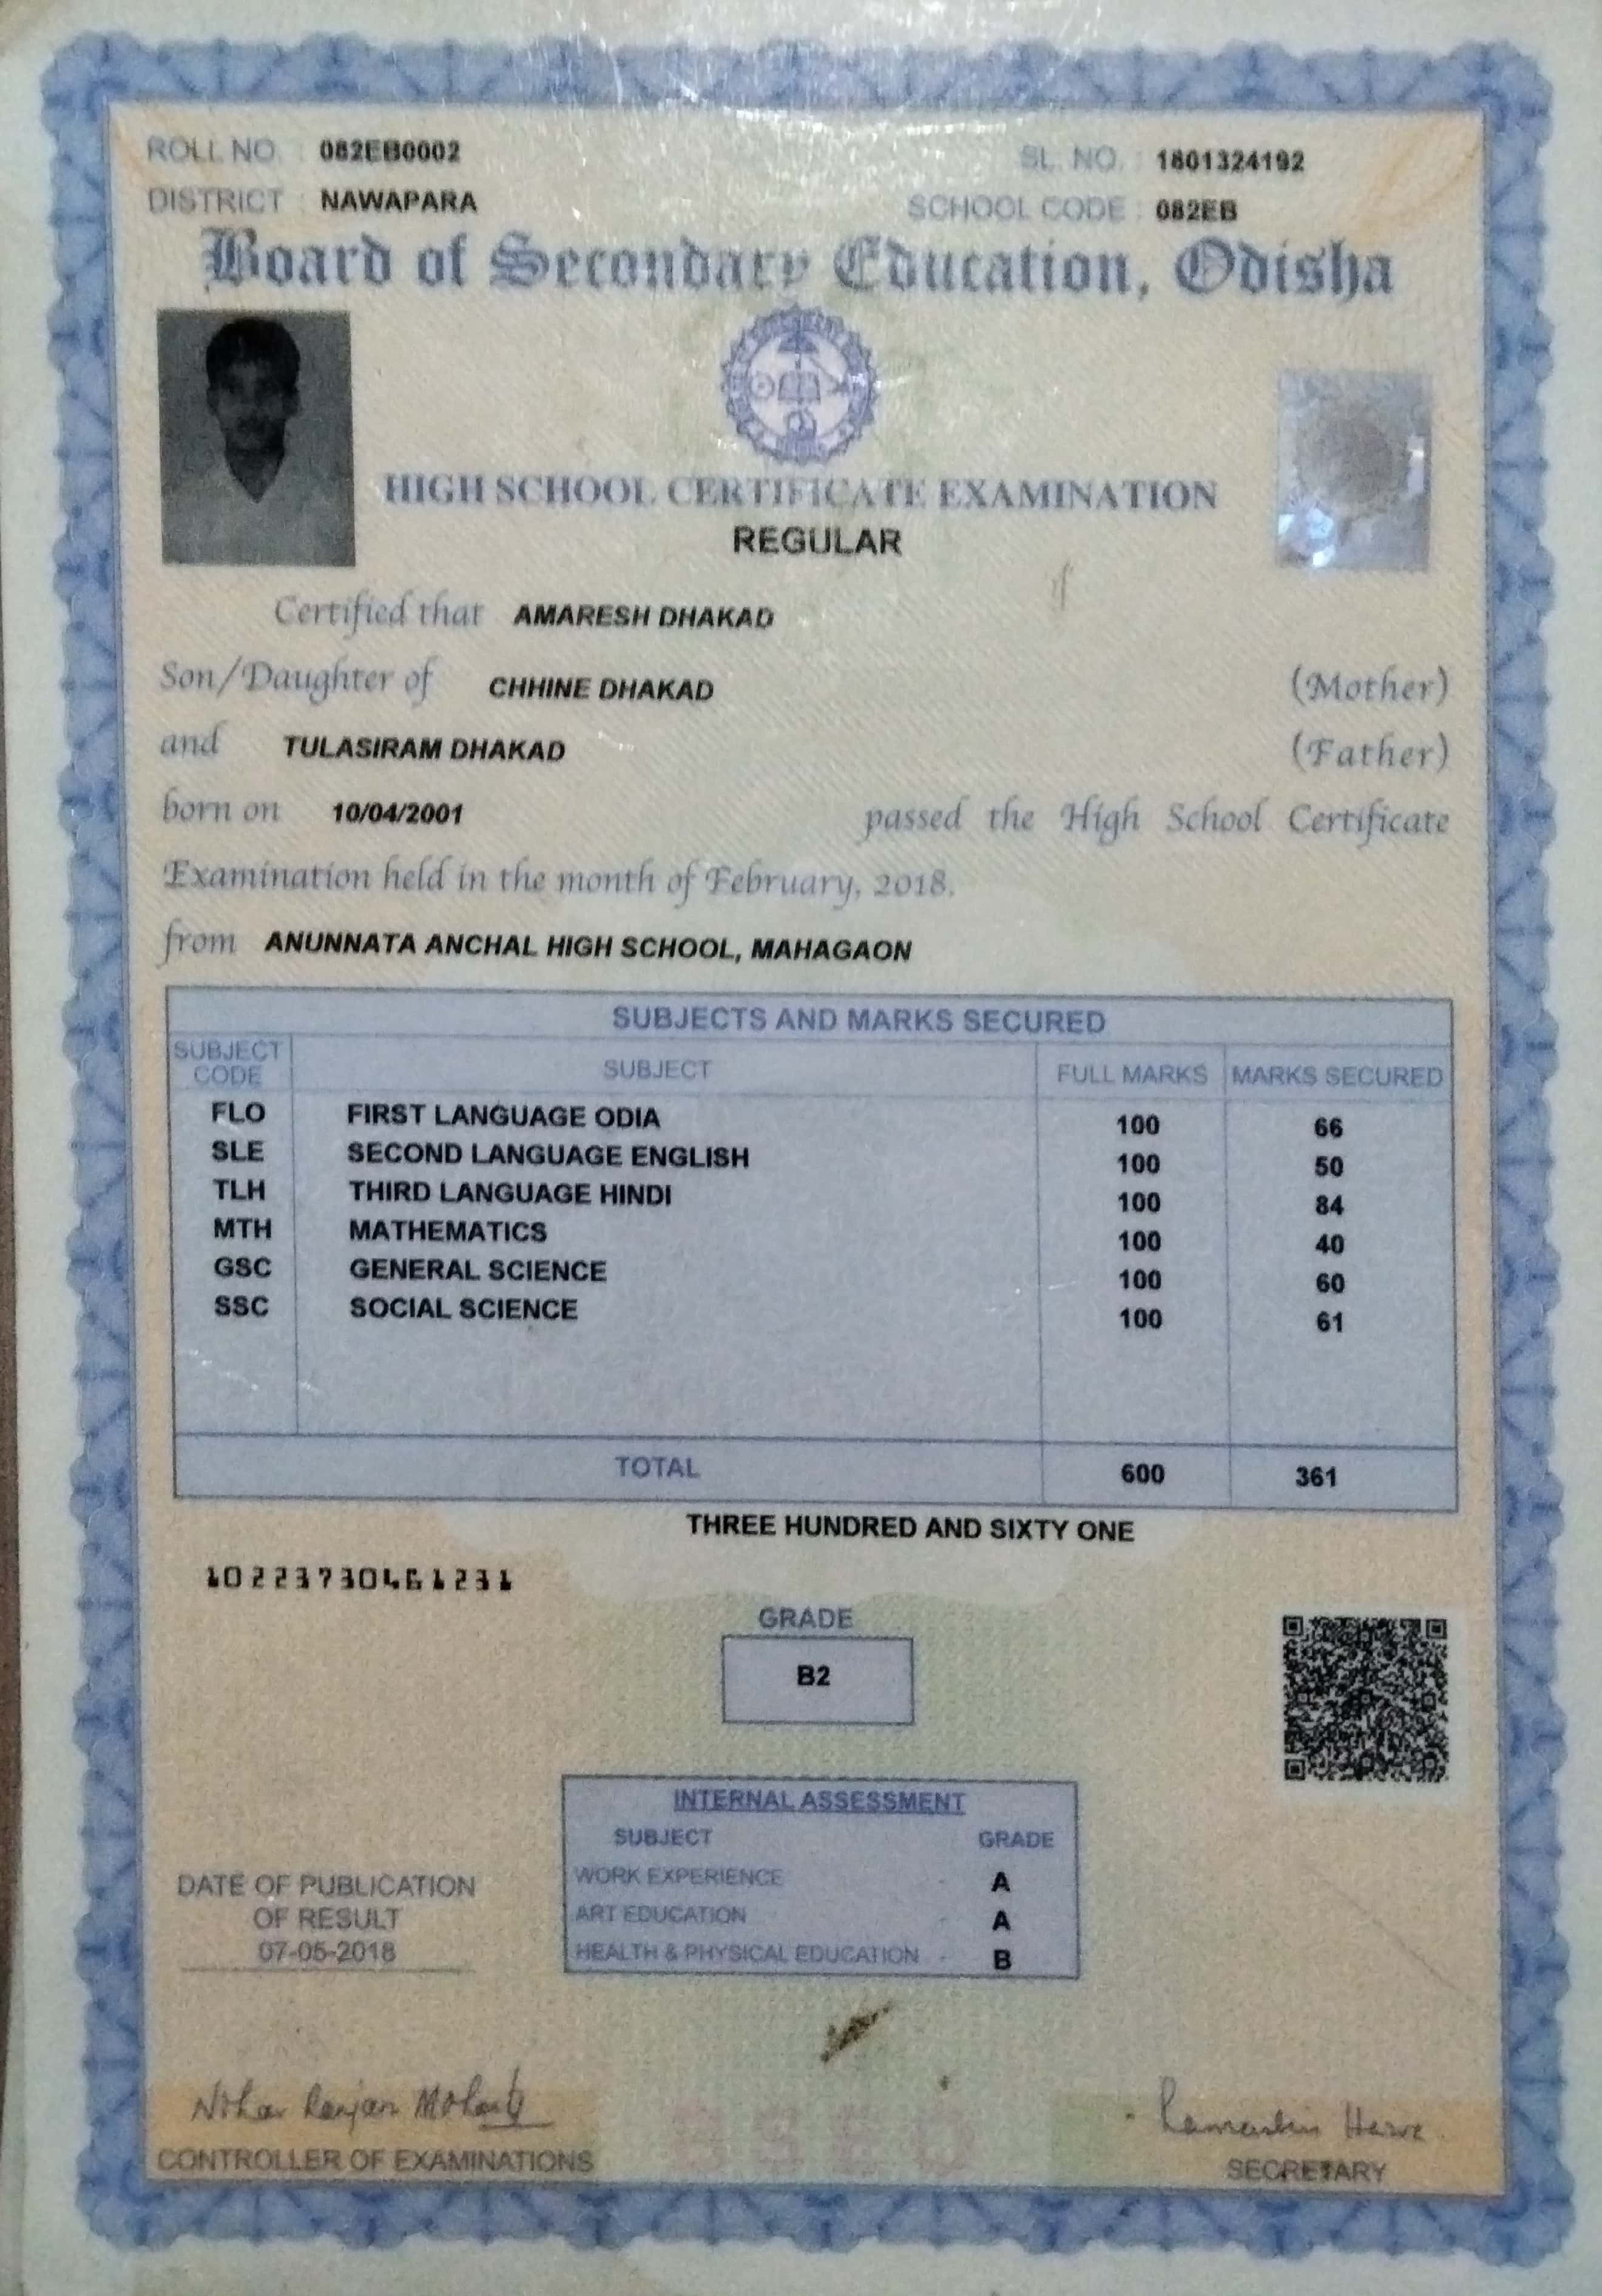 ROLL NO. : 082EB0002
SL. NO. : 1801324192
DISTRICT : NAWAPARA
SCHOOL CODE : 082EB
Board of Secondary Education, Odisha
HIGH SCHOOL CERTIFICATE EXAMINATION
REGULAR
Certified that AMARESH DHAKAD
Son/Daughter of CHHINE DHAKAD (Mother)
and TULASIRAM DHAKAD (Father)
born on 10/04/2001 passed the High School Certificate
Examination held in the month of February, 2018.
from ANUNNATA ANCHAL HIGH SCHOOL, MAHAGAON
SUBJECTS AND MARKS SECURED
SUBJECT CODE SUBJECT FULL MARKS MARKS SECURED
FLO FIRST LANGUAGE ODIA 100 66
SLE SECOND LANGUAGE ENGLISH 100 50
TLH THIRD LANGUAGE HINDI 100 84
MTH MATHEMATICS 100 40
GSC GENERAL SCIENCE 100 60
SSC SOCIAL SCIENCE 100 61
TOTAL 600 361
THREE HUNDRED AND SIXTY ONE
GRADE
B2
INTERNAL ASSESSMENT
SUBJECT GRADE
WORK EXPERIENCE - A
ART EDUCATION - A
HEALTH & PHYSICAL EDUCATION - B
DATE OF PUBLICATION
OF RESULT
07-05-2018
Nihar Ranjan Mohanty
CONTROLLER OF EXAMINATIONS
SECRETARY